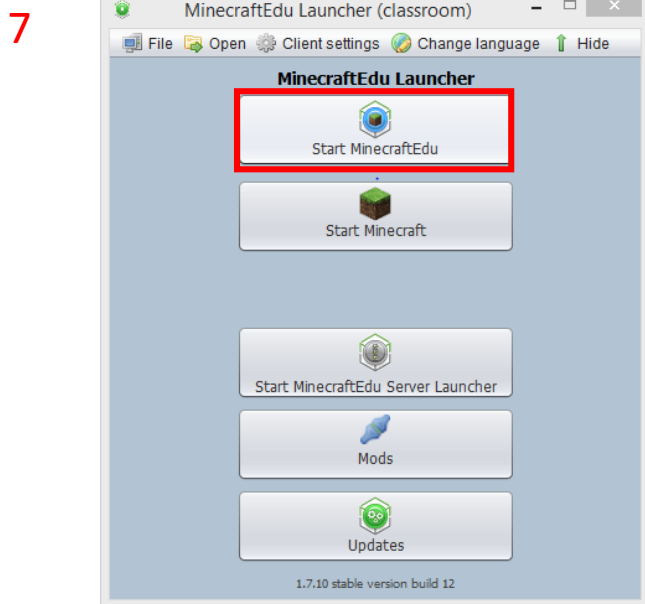 7
MinecraftEdu Launcher (classroom)
File Open Client settings Change language Hide
MinecraftEdu Launcher
Start MinecraftEdu
Start Minecraft
Start MinecraftEdu Server Launcher
Mods
Updates
1.7.10 stable version build 12